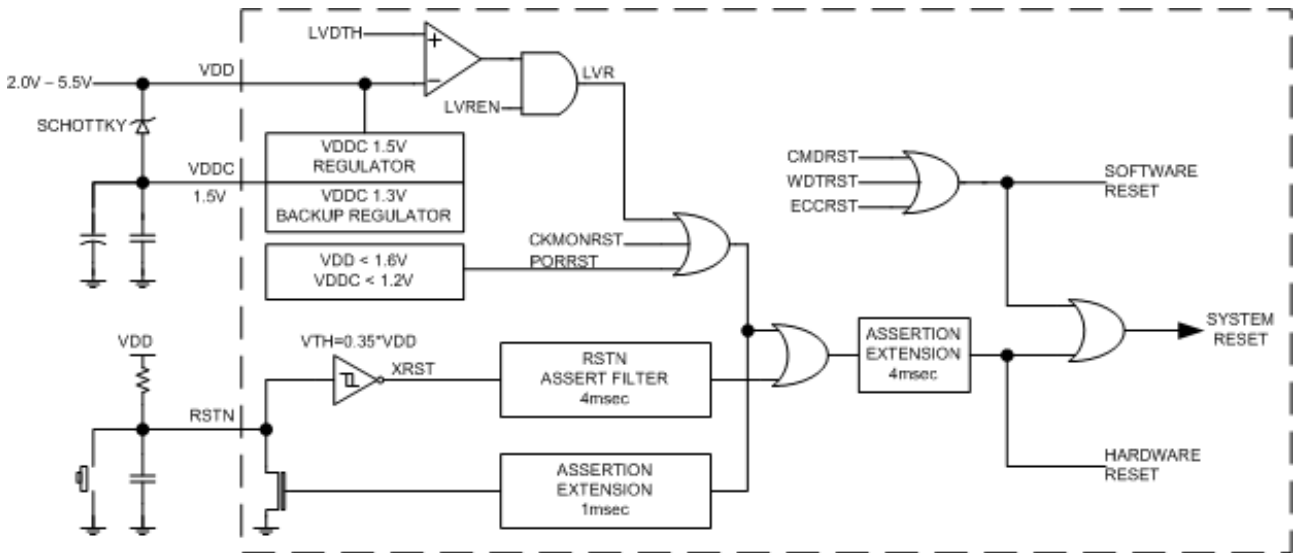 LVDTH
+
VDD
2.0V – 5.5V
–
LVR
LVREN
SCHOTTKY
VDDC 1.5V
REGULATOR
VDDC
1.5V
VDDC 1.3V
BACKUP REGULATOR
CMDRST
WDTRST
ECCRST
SOFTWARE
RESET
CKMONRST
PORRST
VDD < 1.6V
VDDC < 1.2V
SYSTEM
RESET
VDD
VTH=0.35*VDD
XRST
RSTN
ASSERT FILTER
4msec
ASSERTION
EXTENSION
4msec
RSTN
ASSERTION
EXTENSION
1msec
HARDWARE
RESET